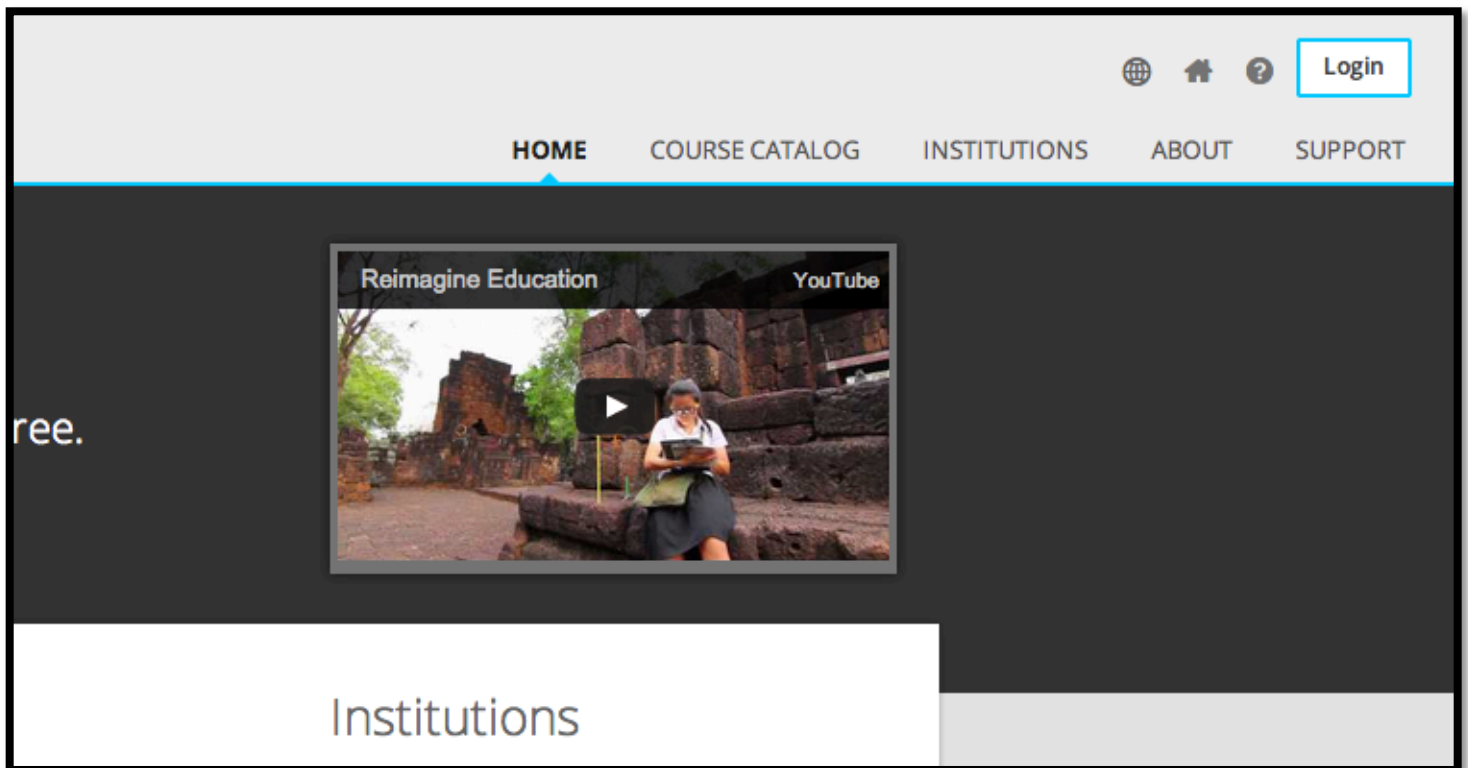 Login
HOME COURSE CATALOG INSTITUTIONS ABOUT SUPPORT
Reimagine Education YouTube
ree.
Institutions